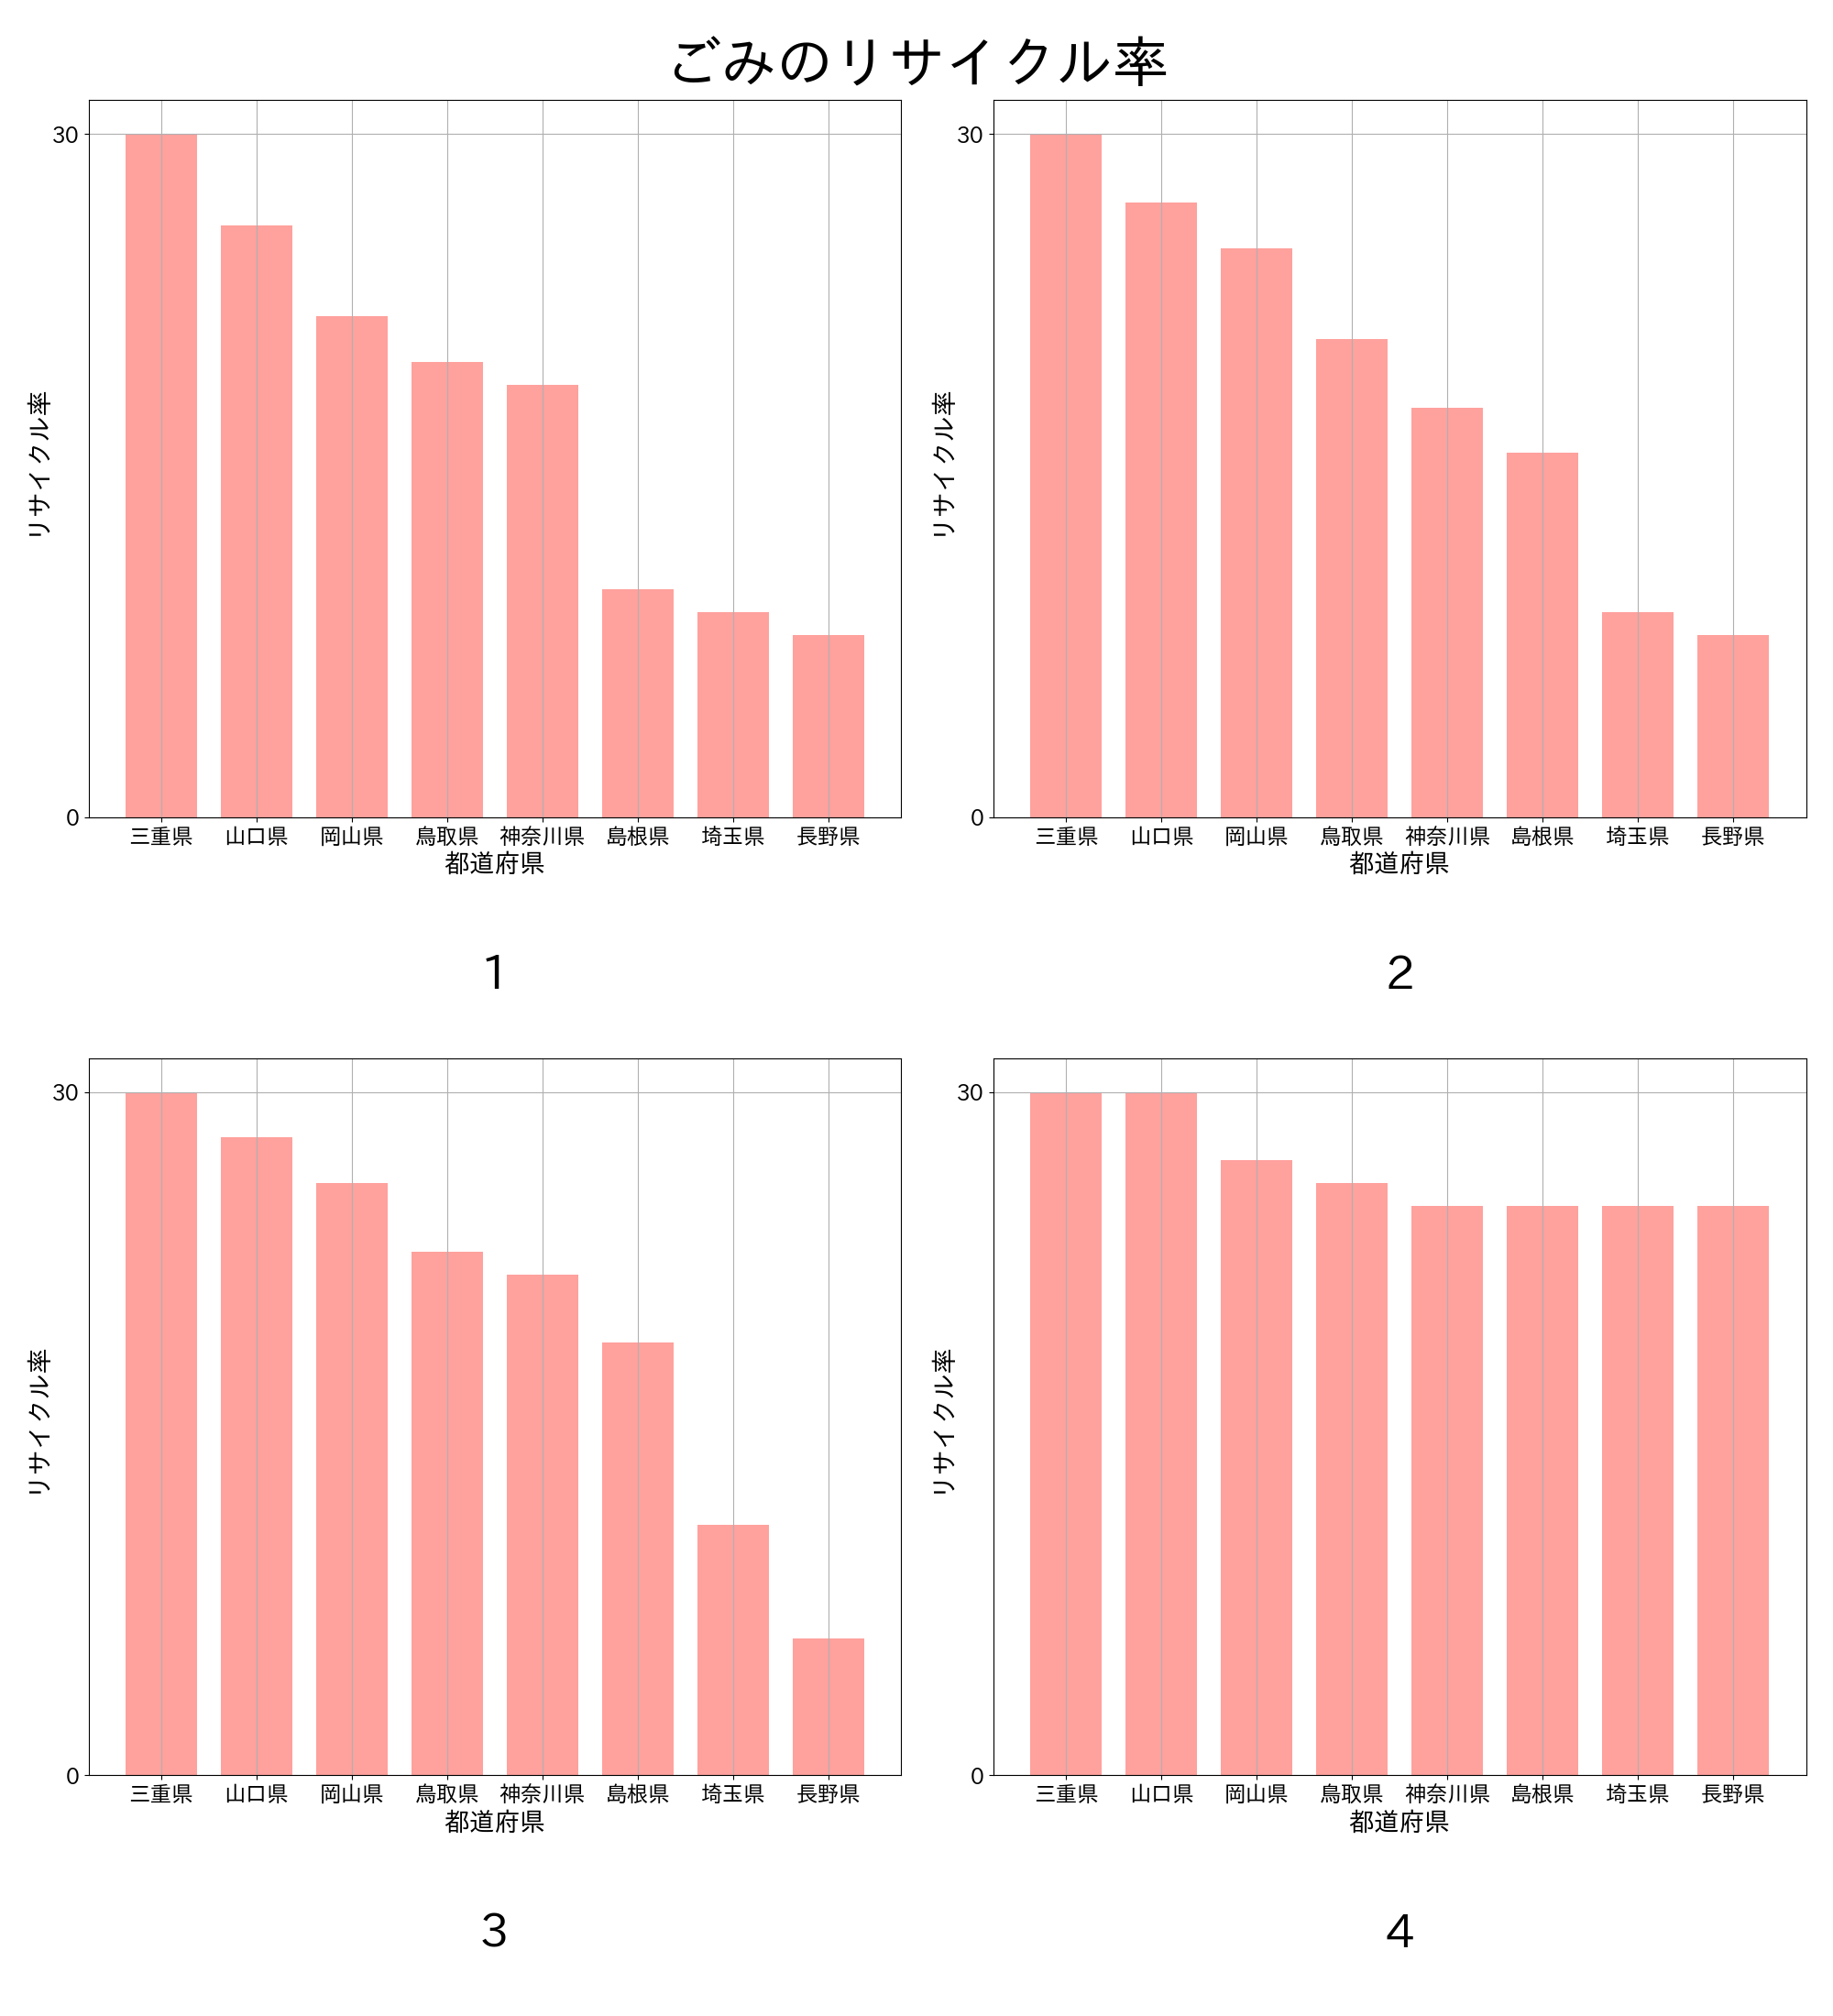 ごみのリサイクル率
30
0
リサイクル率
三重県 山口県 岡山県 鳥取県 神奈川県 島根県 埼玉県 長野県
都道府県
1
30
0
リサイクル率
三重県 山口県 岡山県 鳥取県 神奈川県 島根県 埼玉県 長野県
都道府県
2
30
0
リサイクル率
三重県 山口県 岡山県 鳥取県 神奈川県 島根県 埼玉県 長野県
都道府県
3
30
0
リサイクル率
三重県 山口県 岡山県 鳥取県 神奈川県 島根県 埼玉県 長野県
都道府県
4